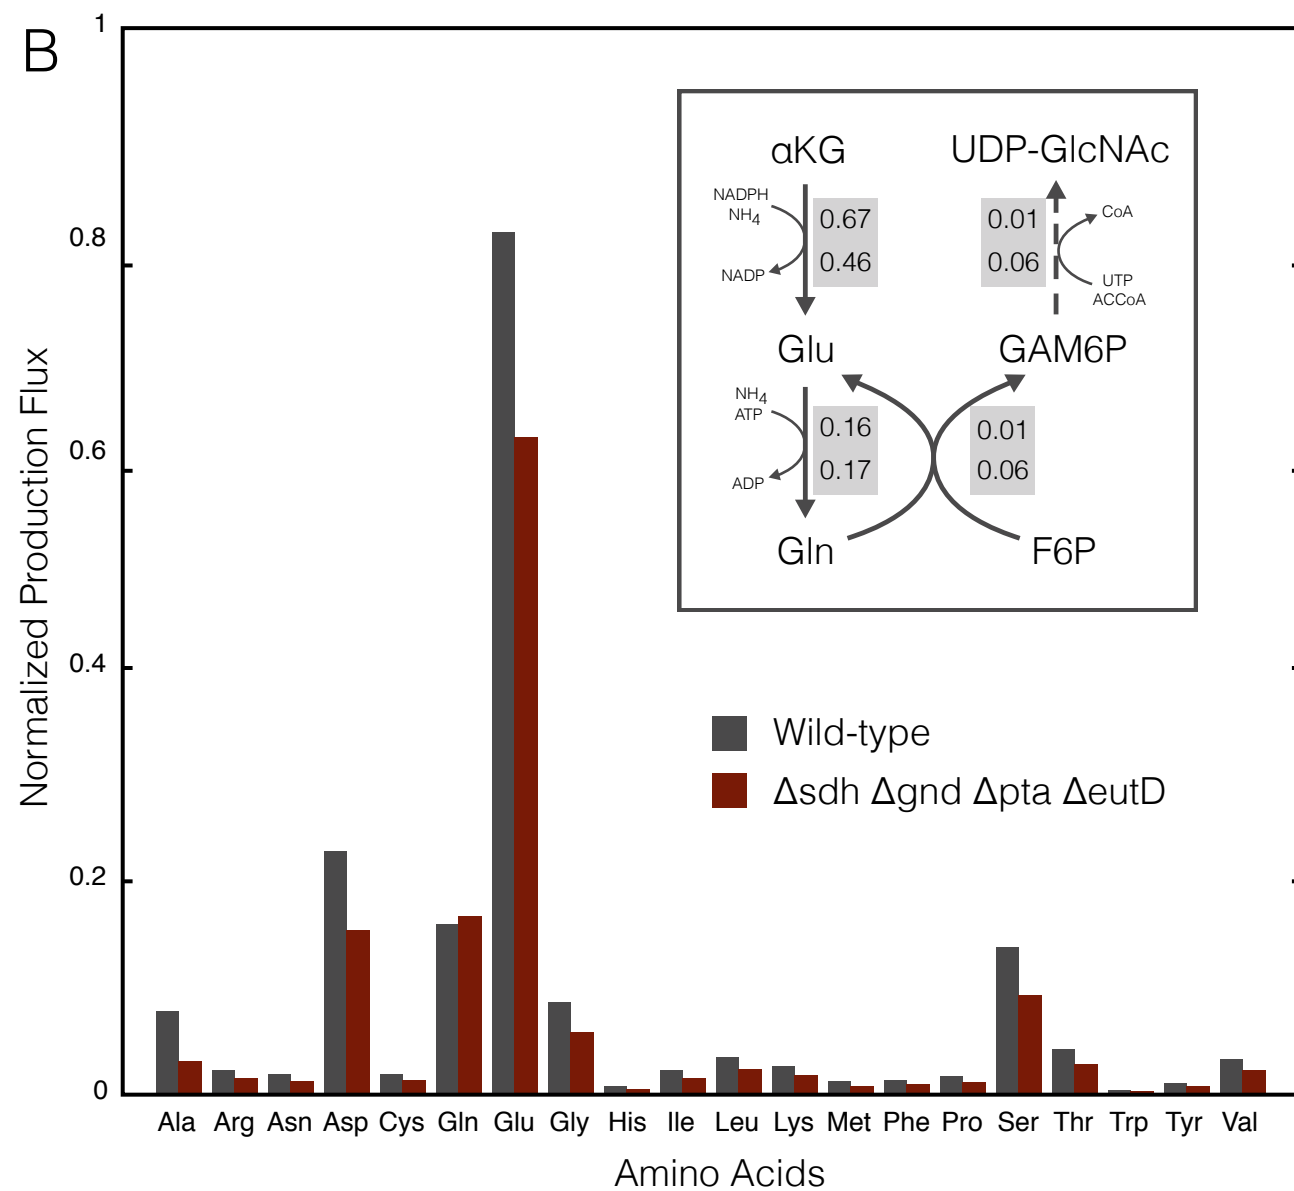 B
1
0.8
0.6
0.4
0.2
0
Normalized Production Flux
αKG
UDP-GlcNAc
NADPH
NH4
NADP
0.67
0.46
0.01
0.06
CoA
UTP
ACCoA
Glu
GAM6P
NH4
ATP
ADP
0.16
0.17
0.01
0.06
Gln
F6P
Wild-type
Δsdh Δgnd Δpta ΔeutD
Ala Arg Asn Asp Cys Gln Glu Gly His Ile Leu Lys Met Phe Pro Ser Thr Trp Tyr Val
Amino Acids